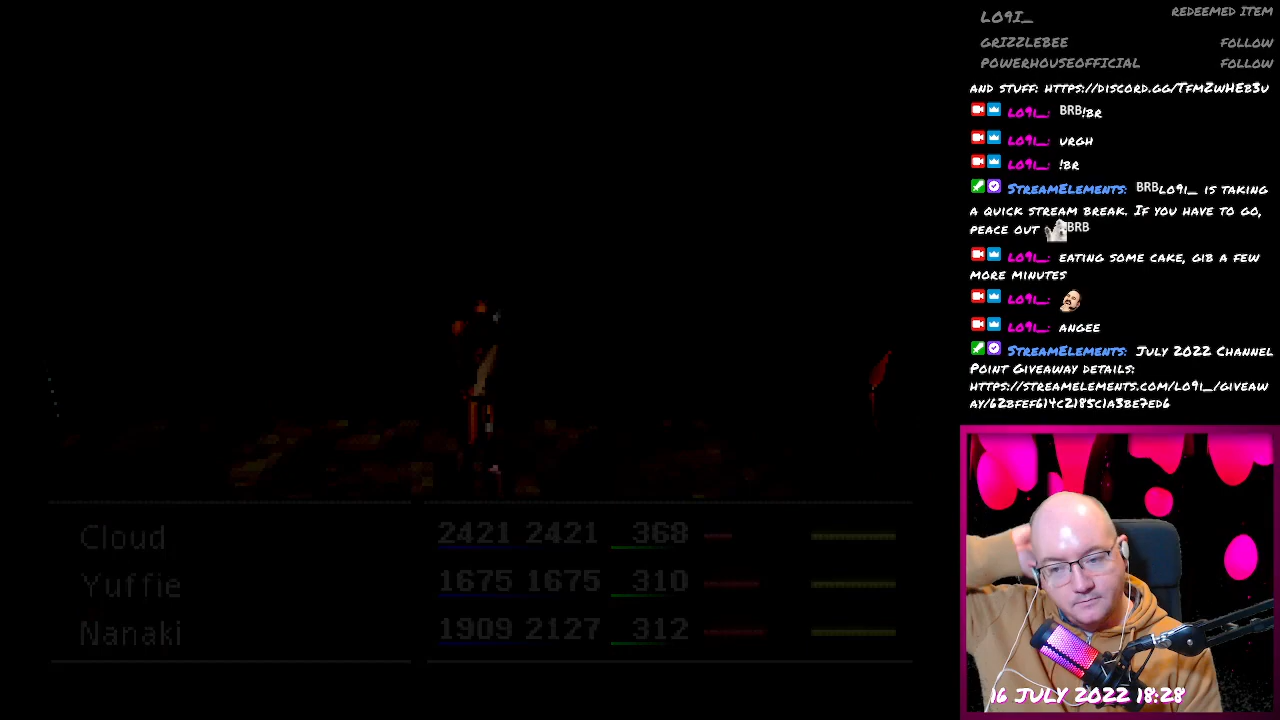 LO9I_ REDEEMED ITEM
GRIZZLEBEE FOLLOW
POWERHOUSEOFFICIAL FOLLOW
AND STUFF: HTTPS://DISCORD.GG/TFMZWHEB3U
LO9I_: BRB!BR
LO9I_: URGH
LO9I_: !BR
STREAMELEMENTS: BRBLO9I_ IS TAKING
A QUICK STREAM BREAK. IF YOU HAVE TO GO,
PEACE OUT BRB
LO9I_: EATING SOME CAKE, GIB A FEW
MORE MINUTES
LO9I_:
LO9I_: ANGEE
STREAMELEMENTS: JULY 2022 CHANNEL
POINT GIVEAWAY DETAILS:
HTTPS://STREAMELEMENTS.COM/LO9I_/GIVEAW
AY/62BFEF614C2185C1A3BE7ED6
Cloud 2421 2421 368
Yuffie 1675 1675 310
Nanaki 1909 2127 312
16 JULY 2022 18:28